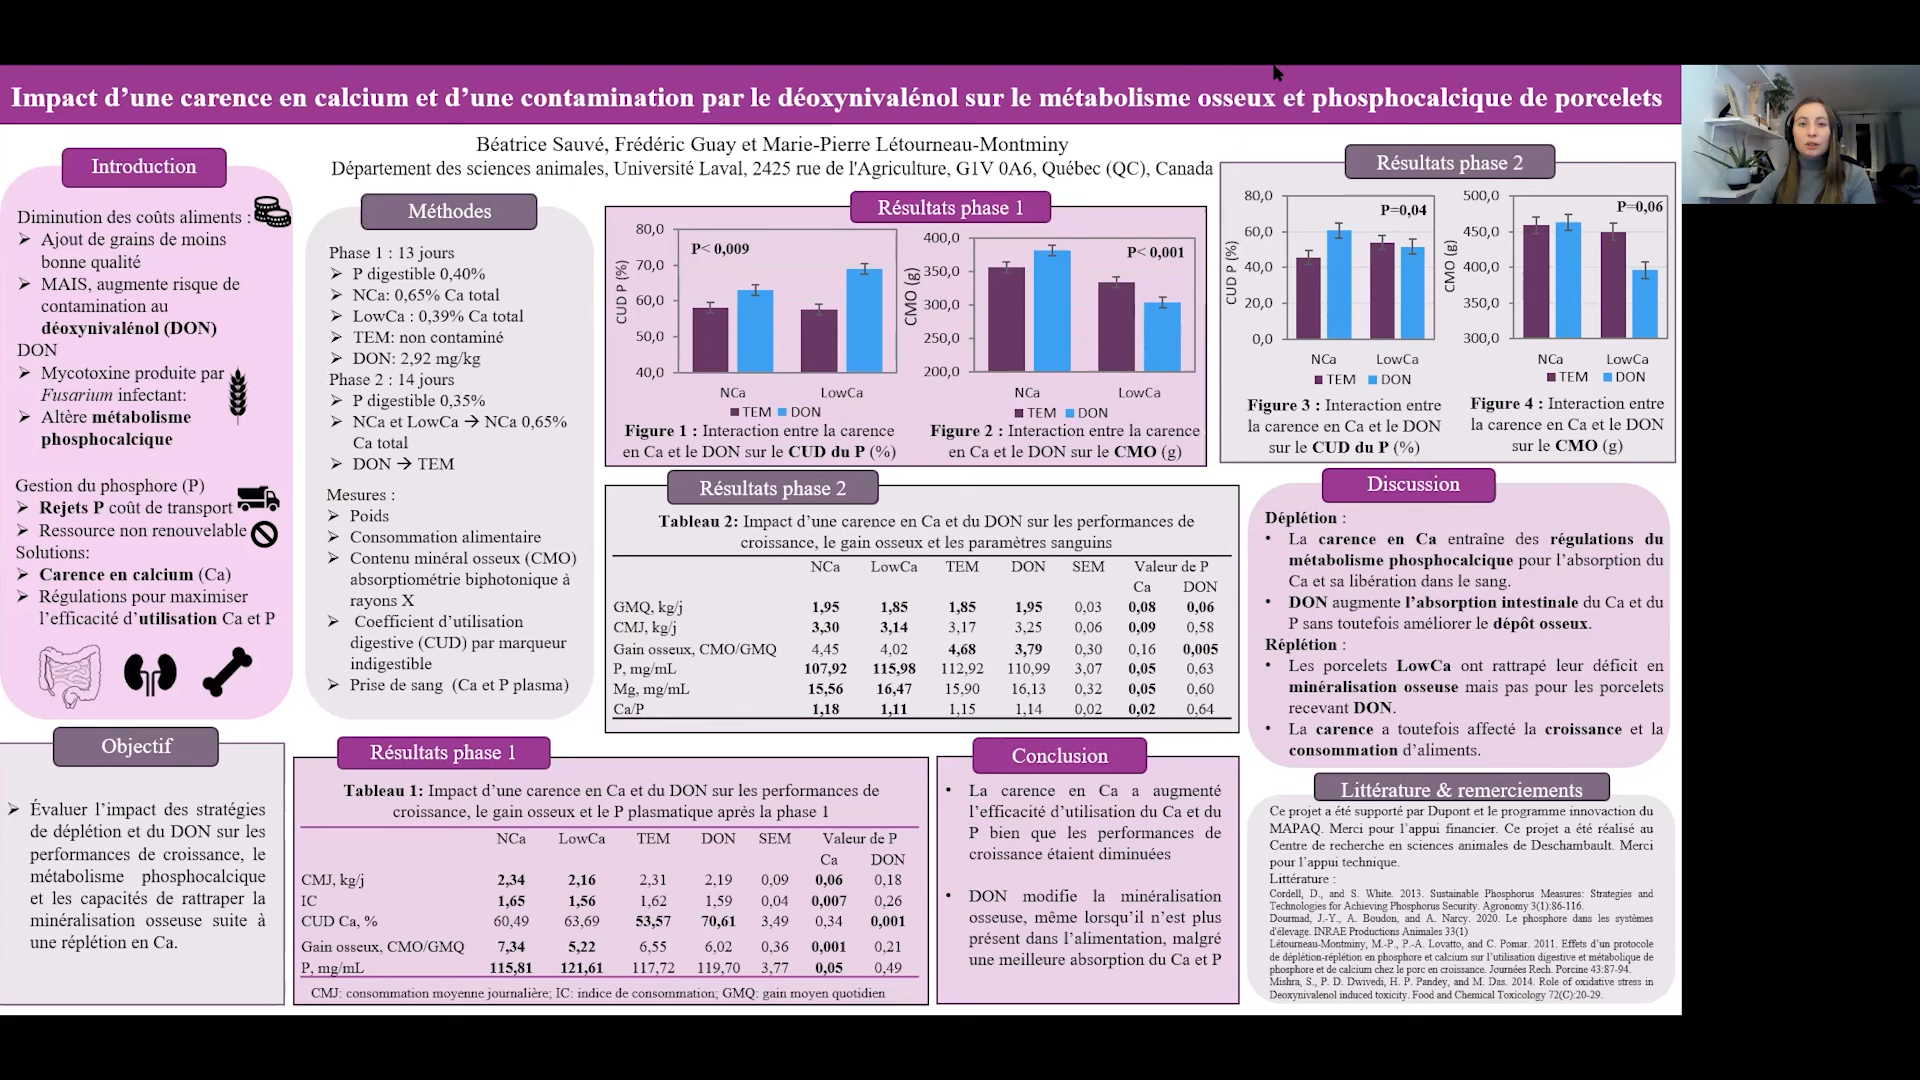 Impact d’une carence en calcium et d’une contamination par le déoxynivalénol sur le métabolisme osseux et phosphocalcique de porcelets
Béatrice Sauvé, Frédéric Guay et Marie-Pierre Létourneau-Montminy
Département des sciences animales, Université Laval, 2425 rue de l'Agriculture, G1V 0A6, Québec (QC), Canada
Introduction
Diminution des coûts aliments :
➢ Ajout de grains de moins
bonne qualité
➢ MAIS, augmente risque de
contamination au
déoxynivalénol (DON)
DON
➢ Mycotoxine produite par
Fusarium infectant:
➢ Altère métabolisme
phosphocalcique
Gestion du phosphore (P)
➢ Rejets P coût de transport
➢ Ressource non renouvelable
Solutions:
➢ Carence en calcium (Ca)
➢ Régulations pour maximiser
l’efficacité d’utilisation Ca et P
Objectif
➢ Évaluer l’impact des stratégies
de déplétion et du DON sur les
performances de croissance, le
métabolisme phosphocalcique
et les capacités de rattraper la
minéralisation osseuse suite à
une réplétion en Ca.
Méthodes
Phase 1 : 13 jours
➢ P digestible 0,40%
➢ NCa: 0,65% Ca total
➢ LowCa : 0,39% Ca total
➢ TEM: non contaminé
➢ DON: 2,92 mg/kg
Phase 2 : 14 jours
➢ P digestible 0,35%
➢ NCa et LowCa → NCa 0,65%
Ca total
➢ DON → TEM
Mesures :
➢ Poids
➢ Consommation alimentaire
➢ Contenu minéral osseux (CMO)
absorptiométrie biphotonique à
rayons X
➢ Coefficient d’utilisation
digestive (CUD) par marqueur
indigestible
➢ Prise de sang (Ca et P plasma)
Résultats phase 1
CUD P (%)
80,0
70,0
60,0
50,0
40,0
P< 0,009
NCa LowCa
TEM DON
Figure 1 : Interaction entre la carence
en Ca et le DON sur le CUD du P (%)
CMO (g)
400,0
350,0
300,0
250,0
200,0
P< 0,001
NCa LowCa
TEM DON
Figure 2 : Interaction entre la carence
en Ca et le DON sur le CMO (g)
Résultats phase 2
CUD P (%)
80,0
60,0
40,0
20,0
0,0
P=0,04
NCa LowCa
TEM DON
Figure 3 : Interaction entre
la carence en Ca et le DON
sur le CUD du P (%)
CMO (g)
500,0
450,0
400,0
350,0
300,0
P=0,06
NCa LowCa
TEM DON
Figure 4 : Interaction entre
la carence en Ca et le DON
sur le CMO (g)
Résultats phase 2
Tableau 2: Impact d’une carence en Ca et du DON sur les performances de
croissance, le gain osseux et les paramètres sanguins
NCa LowCa TEM DON SEM Valeur de P
Ca DON
GMQ, kg/j 1,95 1,85 1,85 1,95 0,03 0,08 0,06
CMJ, kg/j 3,30 3,14 3,17 3,25 0,06 0,09 0,58
Gain osseux, CMO/GMQ 4,45 4,02 4,68 3,79 0,30 0,16 0,005
P, mg/mL 107,92 115,98 112,92 110,99 3,07 0,05 0,63
Mg, mg/mL 15,56 16,47 15,90 16,13 0,32 0,05 0,60
Ca/P 1,18 1,11 1,15 1,14 0,02 0,02 0,64
Résultats phase 1
Tableau 1: Impact d’une carence en Ca et du DON sur les performances de
croissance, le gain osseux et le P plasmatique après la phase 1
NCa LowCa TEM DON SEM Valeur de P
Ca DON
CMJ, kg/j 2,34 2,16 2,31 2,19 0,09 0,06 0,18
IC 1,65 1,56 1,62 1,59 0,04 0,007 0,26
CUD Ca, % 60,49 63,69 53,57 70,61 3,49 0,34 0,001
Gain osseux, CMO/GMQ 7,34 5,22 6,55 6,02 0,36 0,001 0,21
P, mg/mL 115,81 121,61 117,72 119,70 3,77 0,05 0,49
CMJ: consommation moyenne journalière; IC: indice de consommation; GMQ: gain moyen quotidien
Conclusion
• La carence en Ca a augmenté
l’efficacité d’utilisation du Ca et du
P bien que les performances de
croissance étaient diminuées
• DON modifie la minéralisation
osseuse, même lorsqu’il n’est plus
présent dans l’alimentation, malgré
une meilleure absorption du Ca et P
Discussion
Déplétion :
• La carence en Ca entraîne des régulations du
métabolisme phosphocalcique pour l’absorption du
Ca et sa libération dans le sang.
• DON augmente l’absorption intestinale du Ca et du
P sans toutefois améliorer le dépôt osseux.
Réplétion :
• Les porcelets LowCa ont rattrapé leur déficit en
minéralisation osseuse mais pas pour les porcelets
recevant DON.
• La carence a toutefois affecté la croissance et la
consommation d’aliments.
Littérature & remerciements
Ce projet a été supporté par Dupont et le programme innovaction du
MAPAQ. Merci pour l’appui financier. Ce projet a été réalisé au
Centre de recherche en sciences animales de Deschambault. Merci
pour l’appui technique.
Littérature :
Cordell, D., and S. White. 2013. Sustainable Phosphorus Measures: Strategies and
Technologies for Achieving Phosphorus Security. Agronomy 3(1):86-116.
Dourmad, J.-Y., A. Boudon, and A. Narcy. 2020. Le phosphore dans les systèmes
d'élevage. INRAE Productions Animales 33(1)
Létourneau-Montminy, M.-P., P.-A. Lovatto, and C. Pomar. 2011. Effets d’un protocole
de déplétion-réplétion en phosphore et calcium sur l’utilisation digestive et métabolique de
phosphore et de calcium chez le porc en croissance. Journées Rech. Porcine 43:87-94.
Mishra, S., P. D. Dwivedi, H. P. Pandey, and M. Das. 2014. Role of oxidative stress in
Deoxynivalenol induced toxicity. Food and Chemical Toxicology 72(C):20-29.